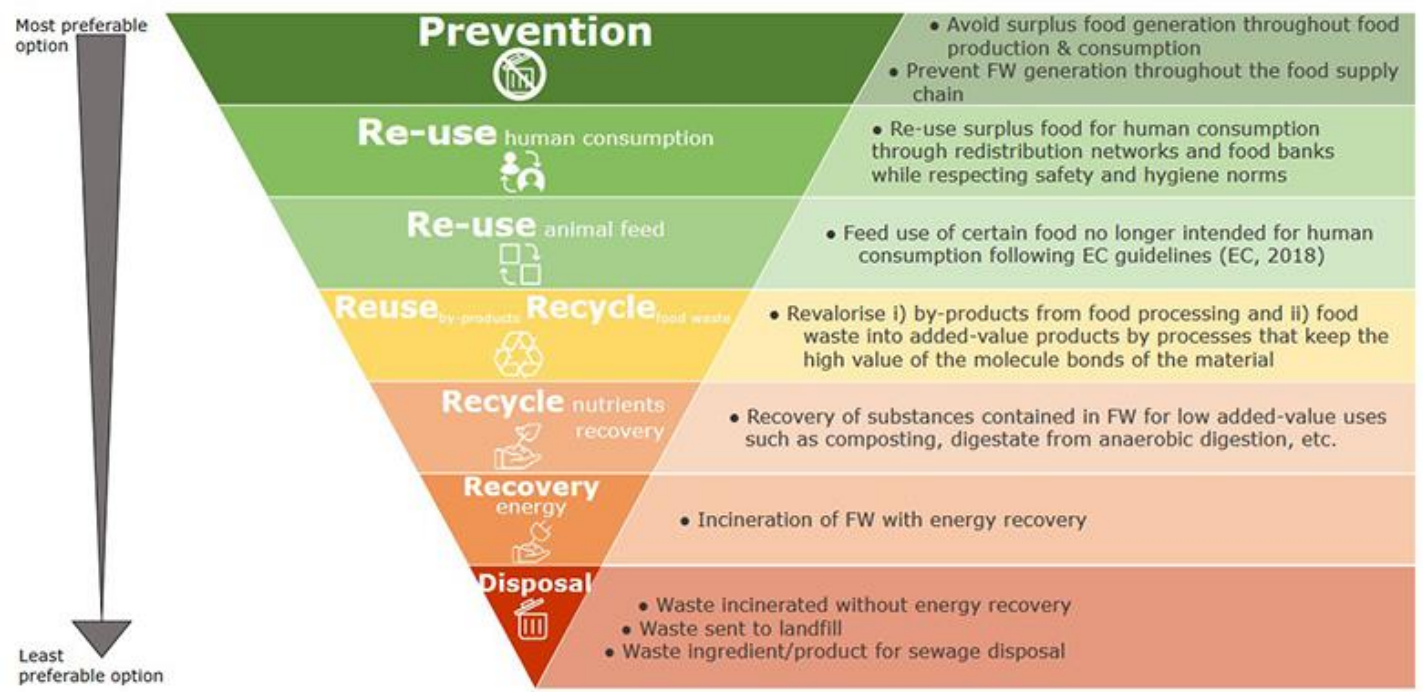 Most preferable
option
Prevention
● Avoid surplus food generation throughout food
production & consumption
● Prevent FW generation throughout the food supply
chain
Re-use human consumption
● Re-use surplus food for human consumption
through redistribution networks and food banks
while respecting safety and hygiene norms
Re-use animal feed
● Feed use of certain food no longer intended for human
consumption following EC guidelines (EC, 2018)
Reuse by-products Recycle food waste
● Revalorise i) by-products from food processing and ii) food
waste into added-value products by processes that keep the
high value of the molecule bonds of the material
Recycle nutrients
recovery
● Recovery of substances contained in FW for low added-value uses
such as composting, digestate from anaerobic digestion, etc.
Recovery
energy
● Incineration of FW with energy recovery
Disposal
● Waste incinerated without energy recovery
● Waste sent to landfill
● Waste ingredient/product for sewage disposal
Least
preferable option